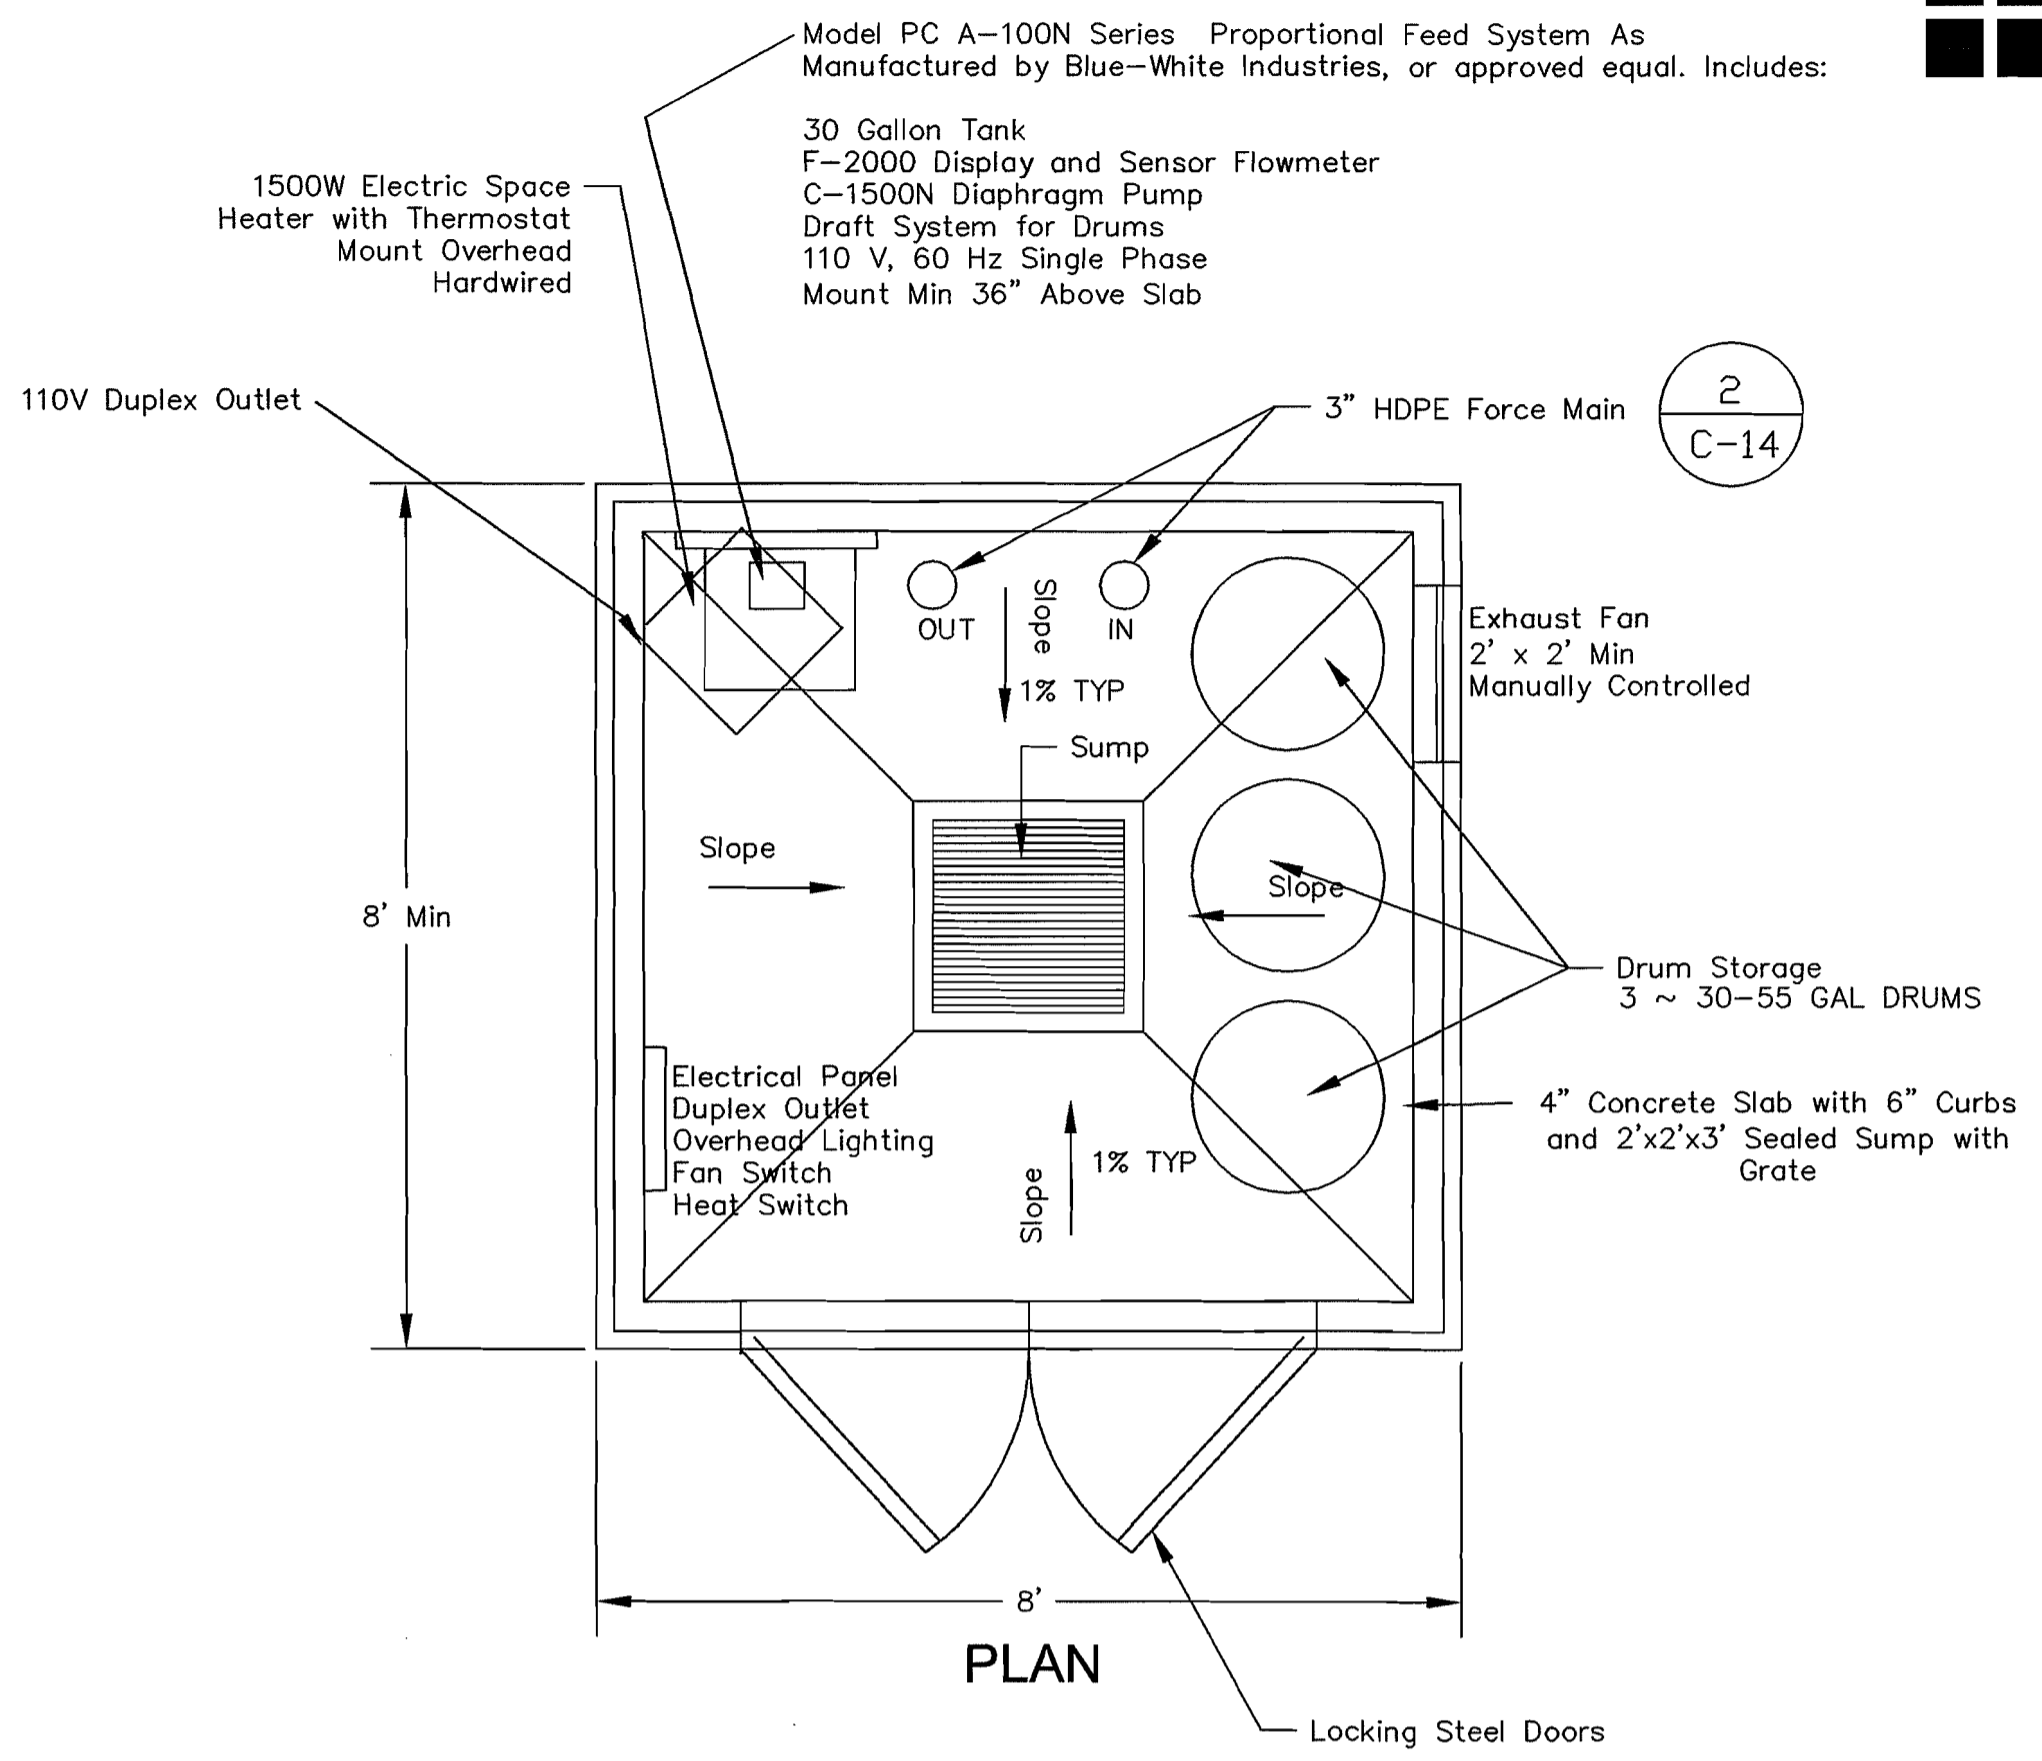 Model PC A-100N Series Proportional Feed System As
Manufactured by Blue-White Industries, or approved equal. Includes:
30 Gallon Tank
F-2000 Display and Sensor Flowmeter
C-1500N Diaphragm Pump
Draft System for Drums
110 V, 60 Hz Single Phase
Mount Min 36" Above Slab
1500W Electric Space
Heater with Thermostat
Mount Overhead
Hardwired
110V Duplex Outlet
3" HDPE Force Main
2
C-14
OUT
IN
Slope
1% TYP
Exhaust Fan
2' x 2' Min
Manually Controlled
Sump
Slope
Slope
8' Min
Drum Storage
3 ~ 30-55 GAL DRUMS
Electrical Panel
Duplex Outlet
Overhead Lighting
Fan Switch
Heat Switch
Slope
1% TYP
4" Concrete Slab with 6" Curbs
and 2'x2'x3' Sealed Sump with
Grate
8'
PLAN
Locking Steel Doors